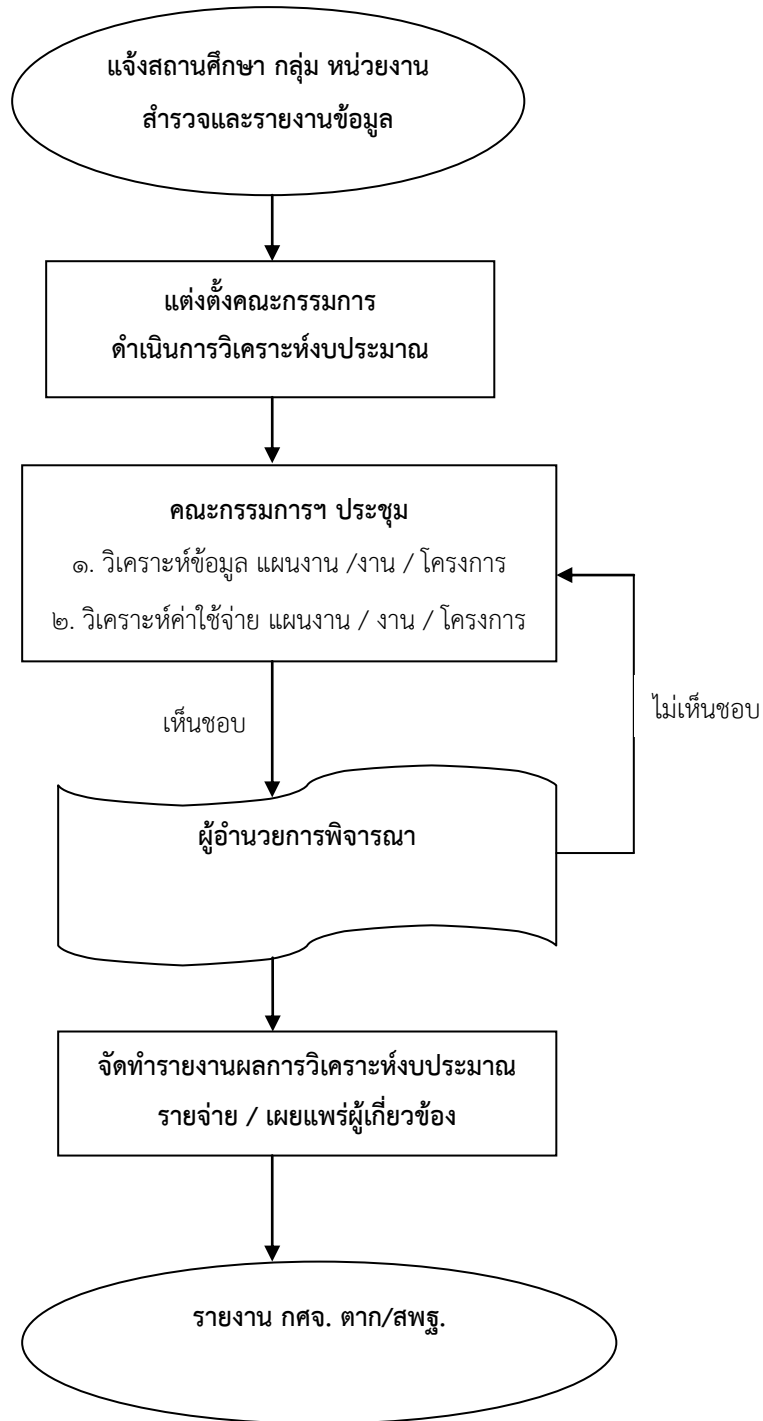 แจ้งสถานศึกษา กลุ่ม หน่วยงาน
สำรวจและรายงานข้อมูล
แต่งตั้งคณะกรรมการ
ดำเนินการวิเคราะห์งบประมาณ
คณะกรรมการฯ ประชุม
๑. วิเคราะห์ข้อมูล แผนงาน /งาน / โครงการ
๒. วิเคราะห์ค่าใช้จ่าย แผนงาน / งาน / โครงการ
เห็นชอบ
ไม่เห็นชอบ
ผู้อำนวยการพิจารณา
จัดทำรายงานผลการวิเคราะห์งบประมาณ
รายจ่าย / เผยแพร่ผู้เกี่ยวข้อง
รายงาน กศจ. ตาก/สพฐ.